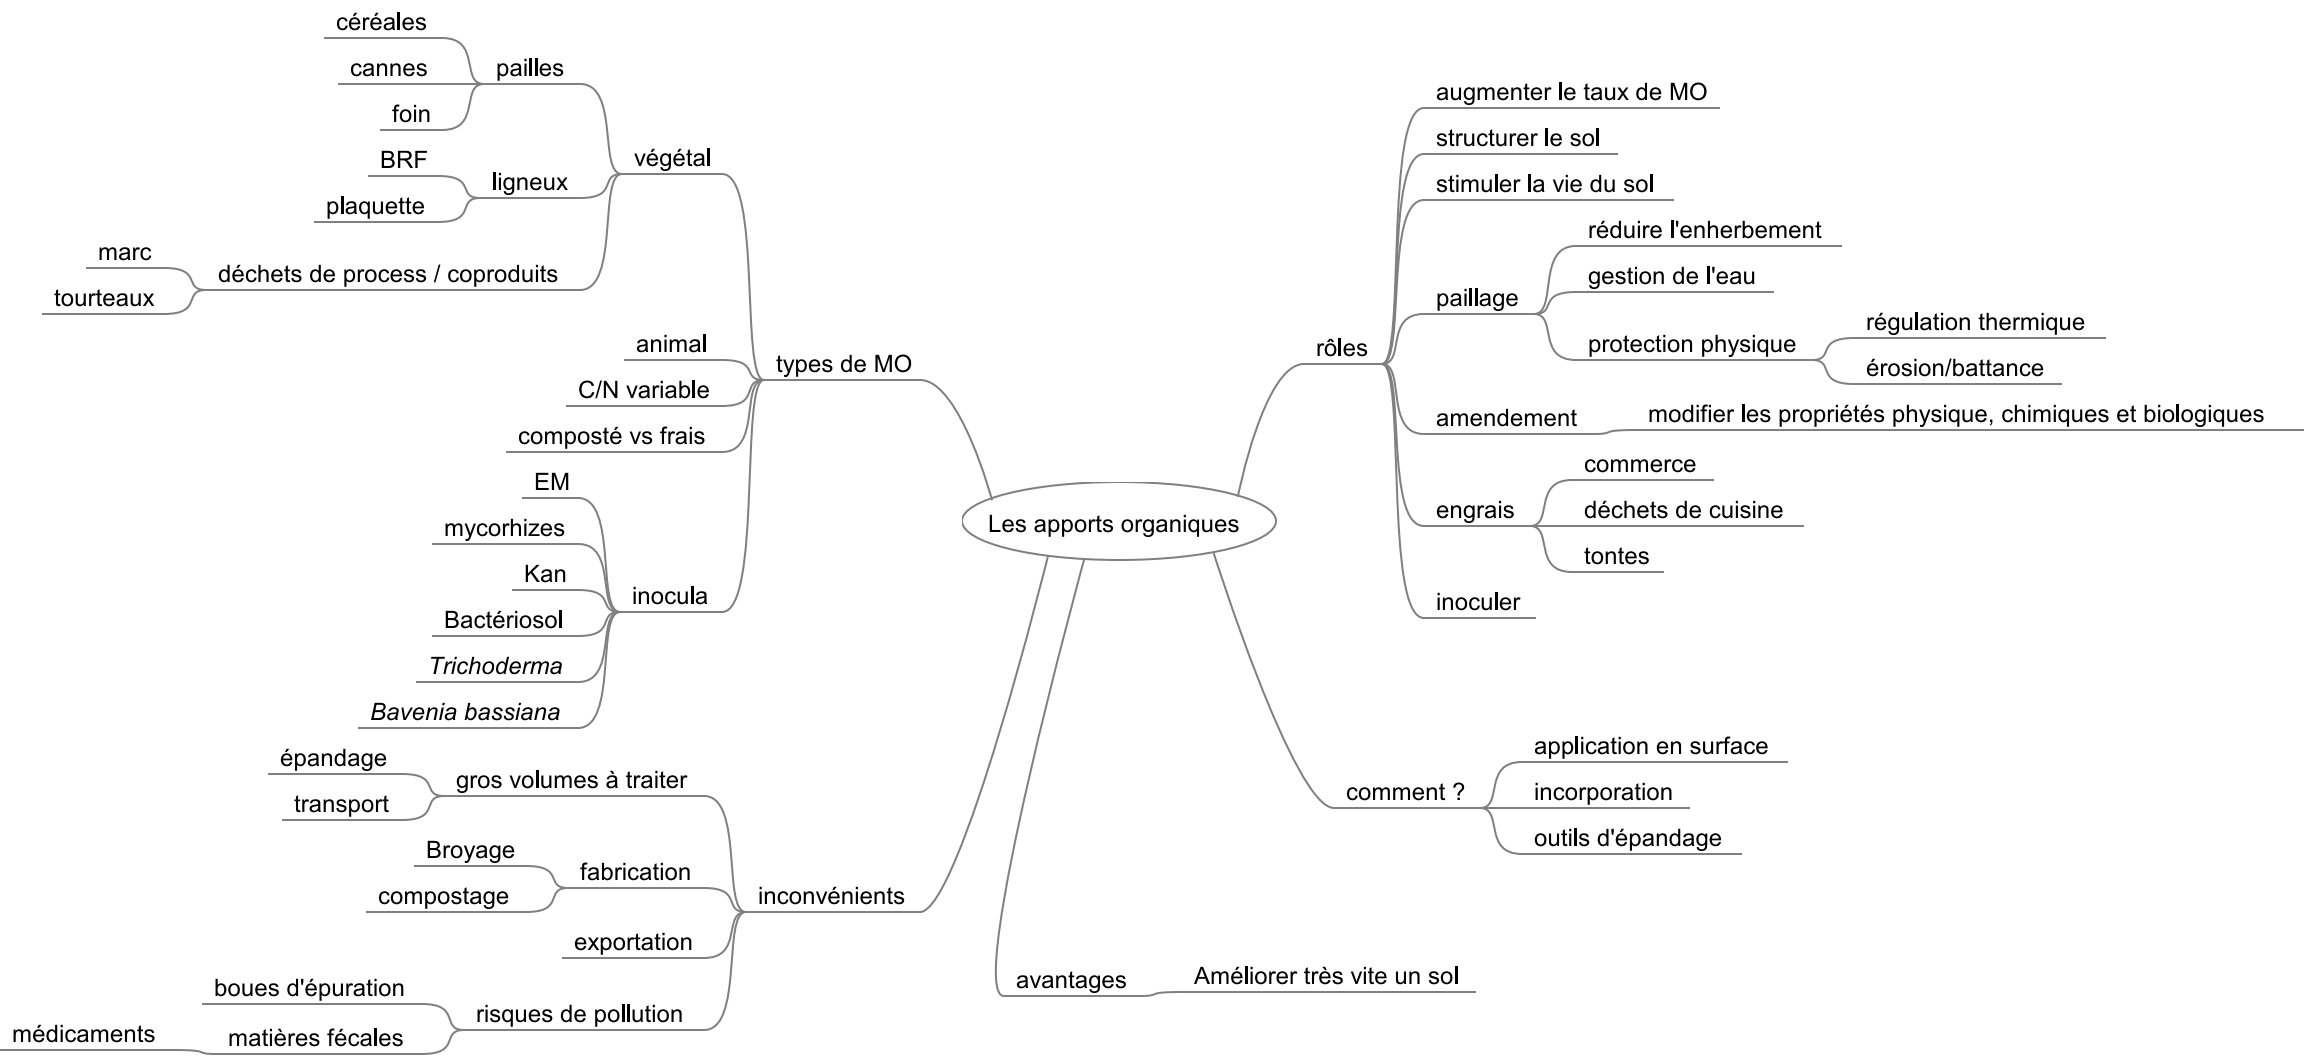 Les apports organiques
types de MO
végétal
pailles
céréales
cannes
foin
ligneux
BRF
plaquette
déchets de process / coproduits
marc
tourteaux
animal
C/N variable
composté vs frais
inocula
EM
mycorhizes
Kan
Bactériosol
Trichoderma
Bavenia bassiana
inconvénients
gros volumes à traiter
épandage
transport
fabrication
Broyage
compostage
exportation
risques de pollution
boues d'épuration
matières fécales
médicaments
rôles
augmenter le taux de MO
structurer le sol
stimuler la vie du sol
paillage
réduire l'enherbement
gestion de l'eau
protection physique
régulation thermique
érosion/battance
amendement
modifier les propriétés physique, chimiques et biologiques
engrais
commerce
déchets de cuisine
tontes
inoculer
comment ?
application en surface
incorporation
outils d'épandage
avantages
Améliorer très vite un sol